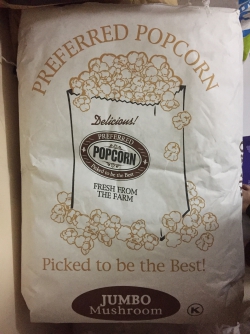 PREFERRED POPCORN
Delicious!
PREFERRED
POPCORN
Picked to be the Best
FRESH FROM
THE FARM
Picked to be the Best!
JUMBO
Mushroom
K